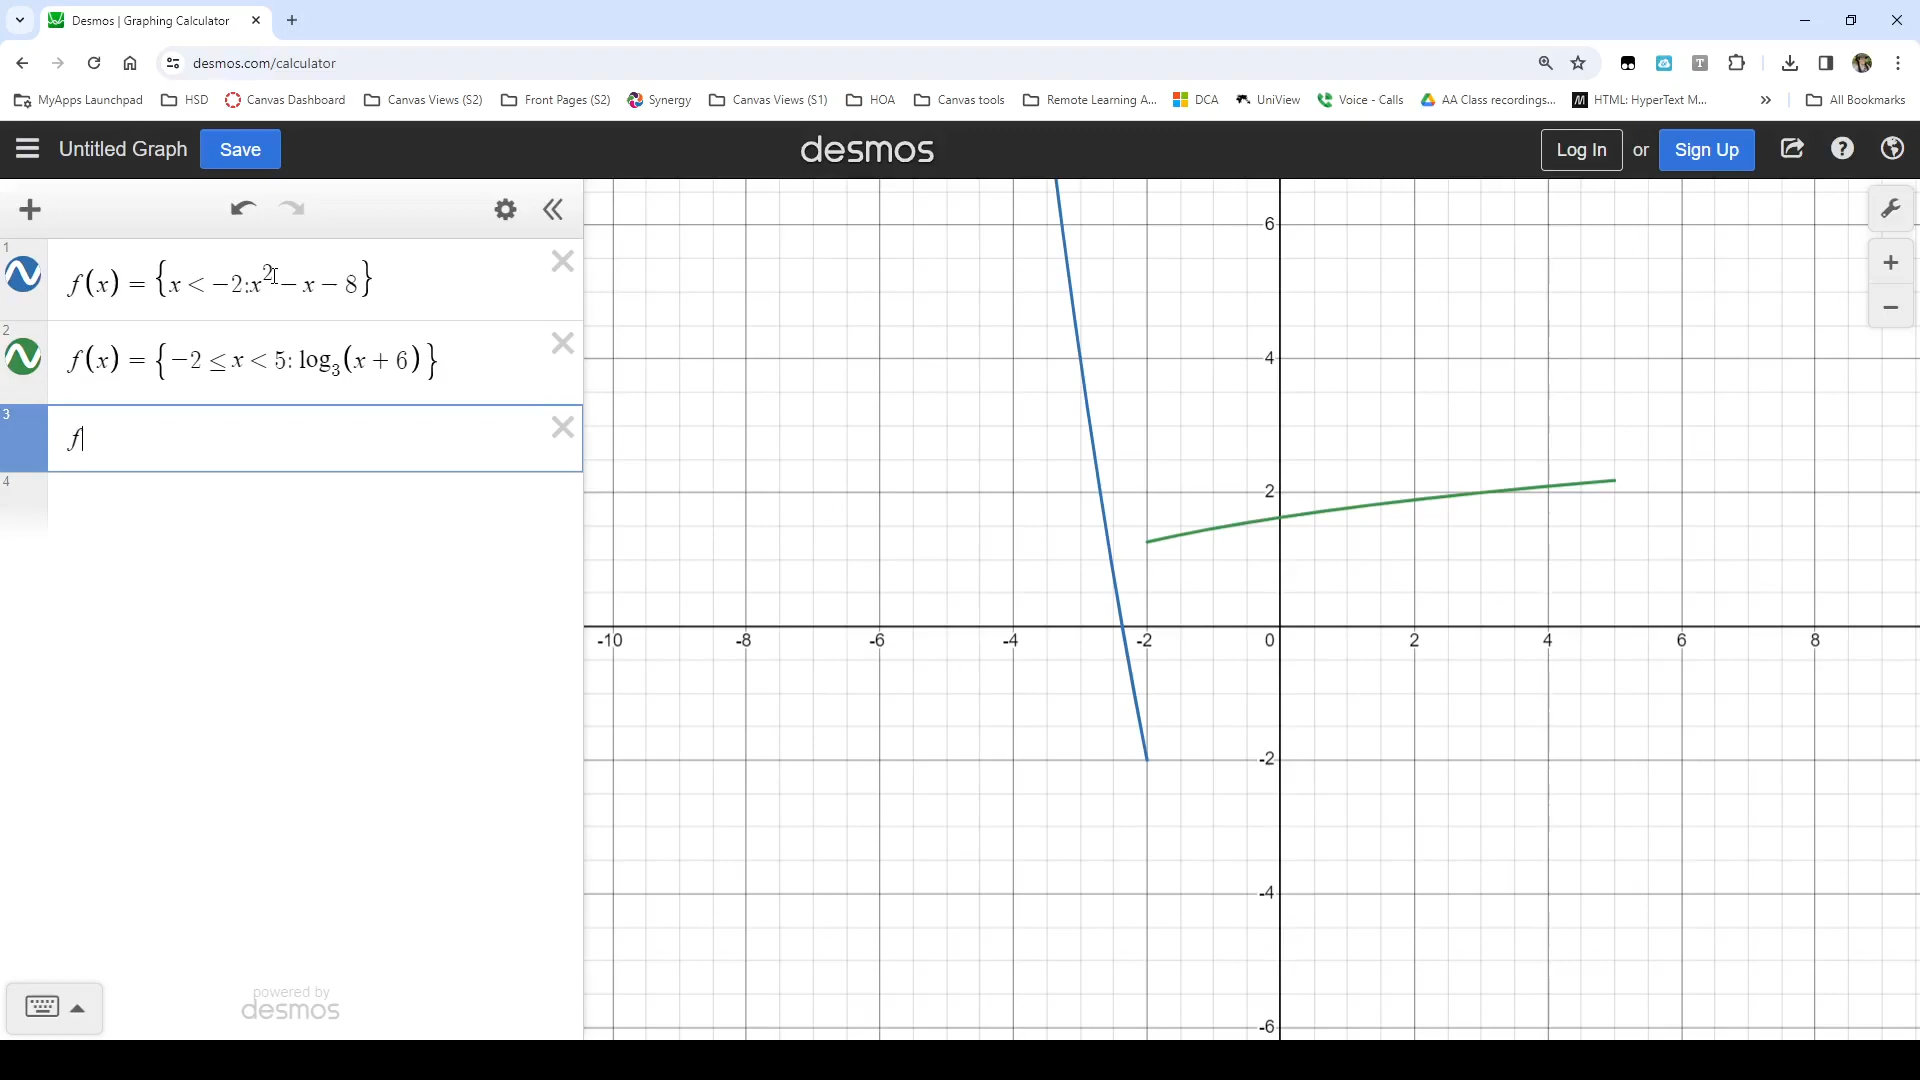 Desmos | Graphing Calculator
desmos.com/calculator
MyApps Launchpad HSD Canvas Dashboard Canvas Views (S2) Front Pages (S2) Synergy Canvas Views (S1) HOA Canvas tools Remote Learning A... DCA UniView Voice - Calls AA Class recordings... HTML: HyperText M... » All Bookmarks
Untitled Graph Save desmos Log In or Sign Up
1
f(x) = {x < −2:x² − x − 8}
2
f(x) = {−2 ≤ x < 5: log₃(x + 6)}
3
f
4
6
4
2
-10 -8 -6 -4 -2 0 2 4 6 8
-2
-4
-6
powered by
desmos